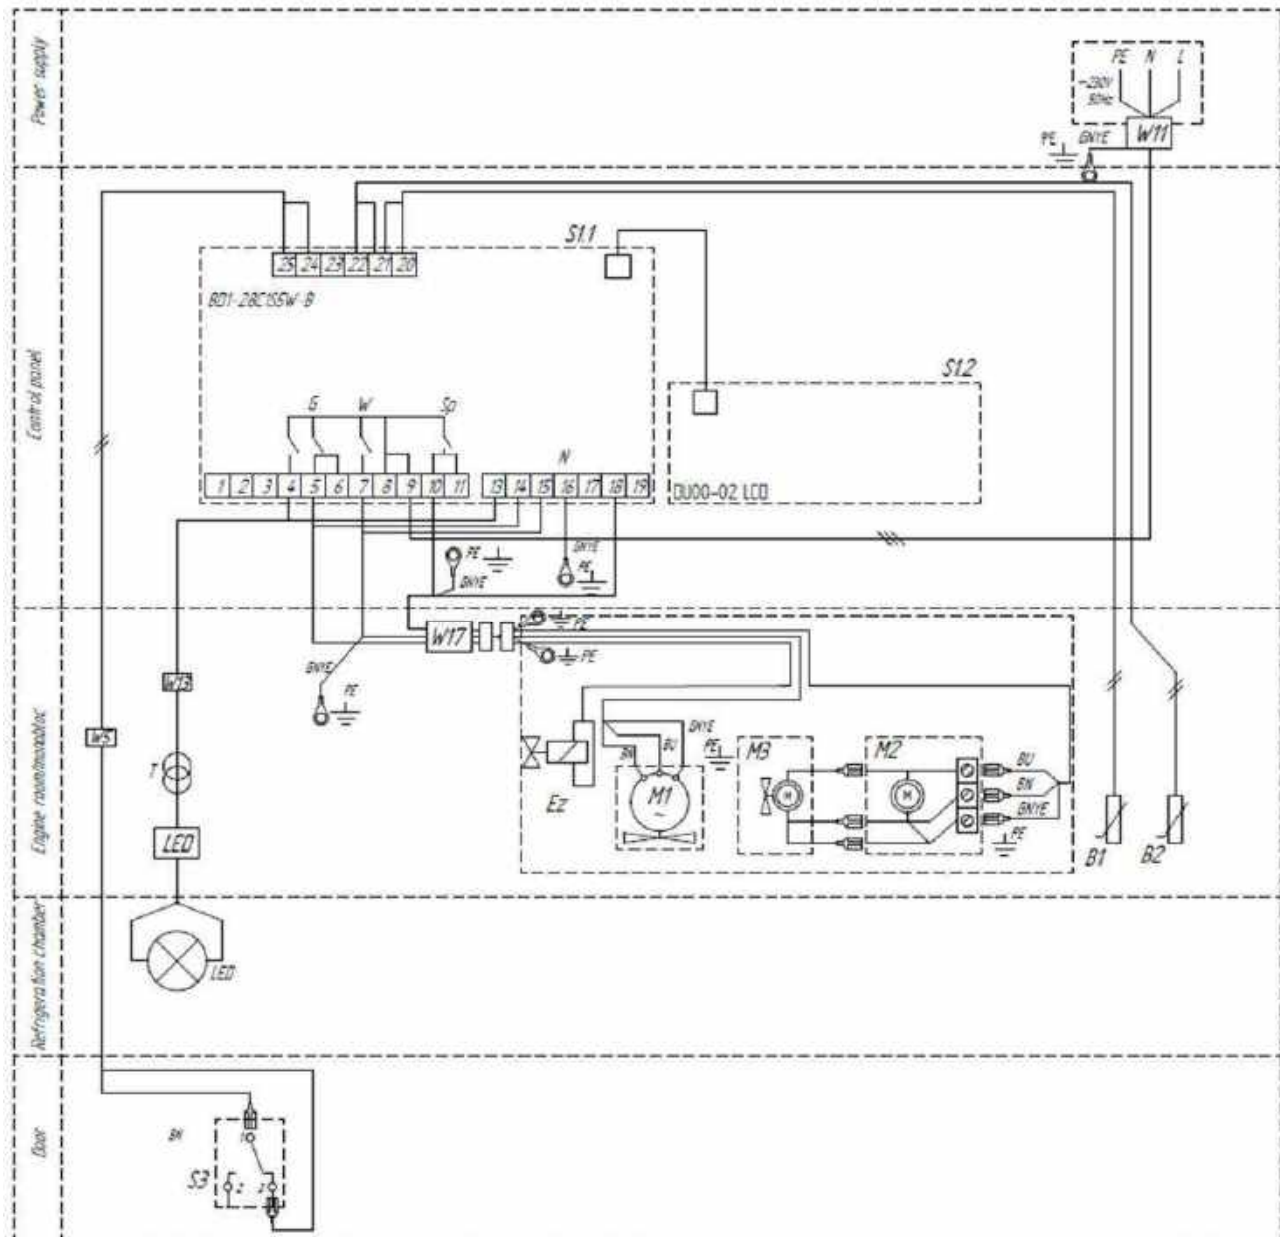 Power supply
PE N L
~230V
50Hz
W11
PE GNYE
Control panel
S1.1
25 24 23 22 21 20
BD1-28C1S5W-B
S1.2
G W Sp
N
1 2 3 4 5 6 7 8 9 10 11 13 14 15 16 17 18 19
DU00-02 LCD
PE
GNYE
GNYE
PE
Engine room/monobloc
W17
PE
PE
GNYE
PE
W13
W5
T
LED
Ez
BN
BU
GNYE
PE
M1
~
M3
M
M2
M
BU
BN
GNYE
PE
B1
B2
Refrigeration chamber
LED
Door
BN
1
S3
2